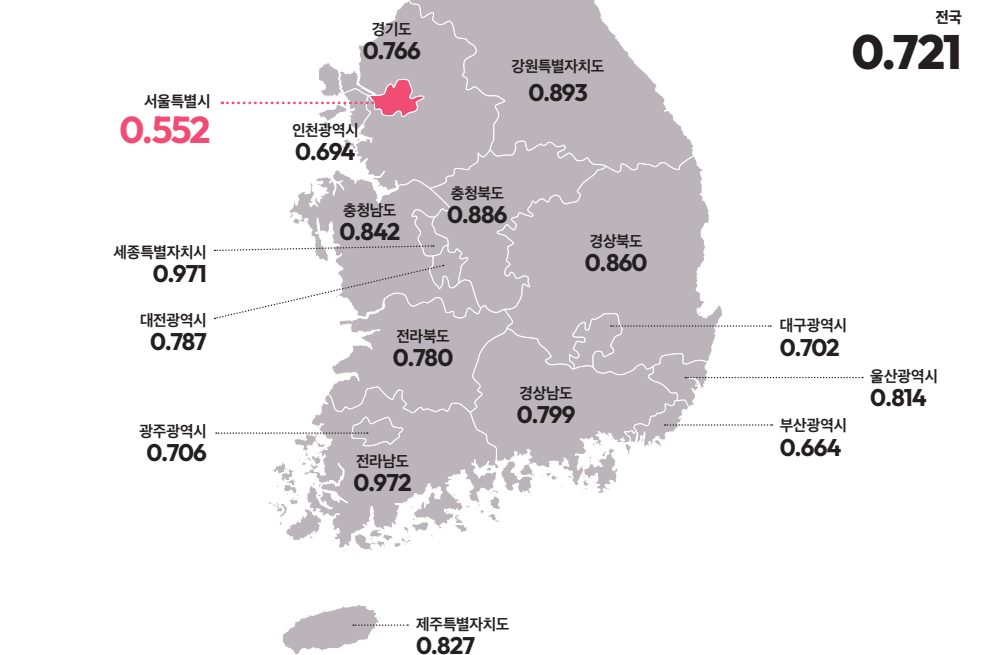 전국
0.721
경기도
0.766
강원특별자치도
0.893
서울특별시
0.552
인천광역시
0.694
충청북도
0.886
충청남도
0.842
세종특별자치시
0.971
경상북도
0.860
대전광역시
0.787
전라북도
0.780
대구광역시
0.702
울산광역시
0.814
경상남도
0.799
부산광역시
0.664
광주광역시
0.706
전라남도
0.972
제주특별자치도
0.827